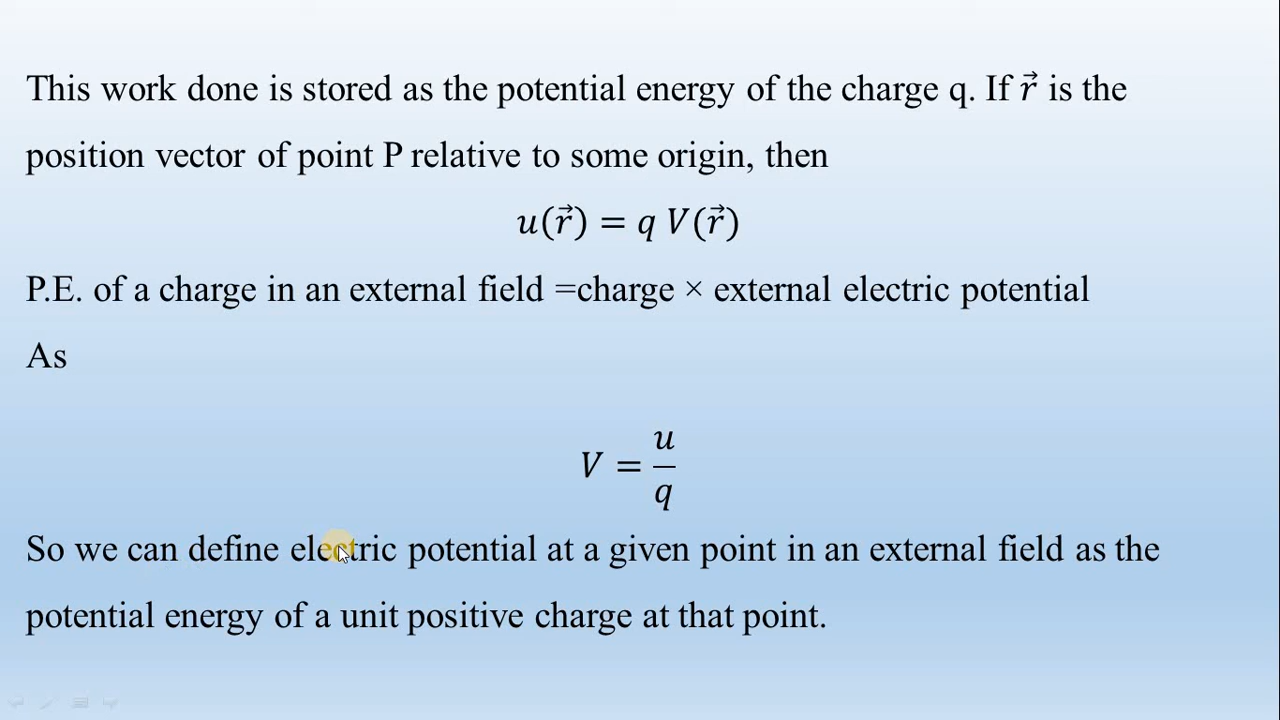 This work done is stored as the potential energy of the charge q. If r⃗ is the
position vector of point P relative to some origin, then
u(r⃗) = q V(r⃗)
P.E. of a charge in an external field =charge × external electric potential
As
V = u/q
So we can define electric potential at a given point in an external field as the
potential energy of a unit positive charge at that point.